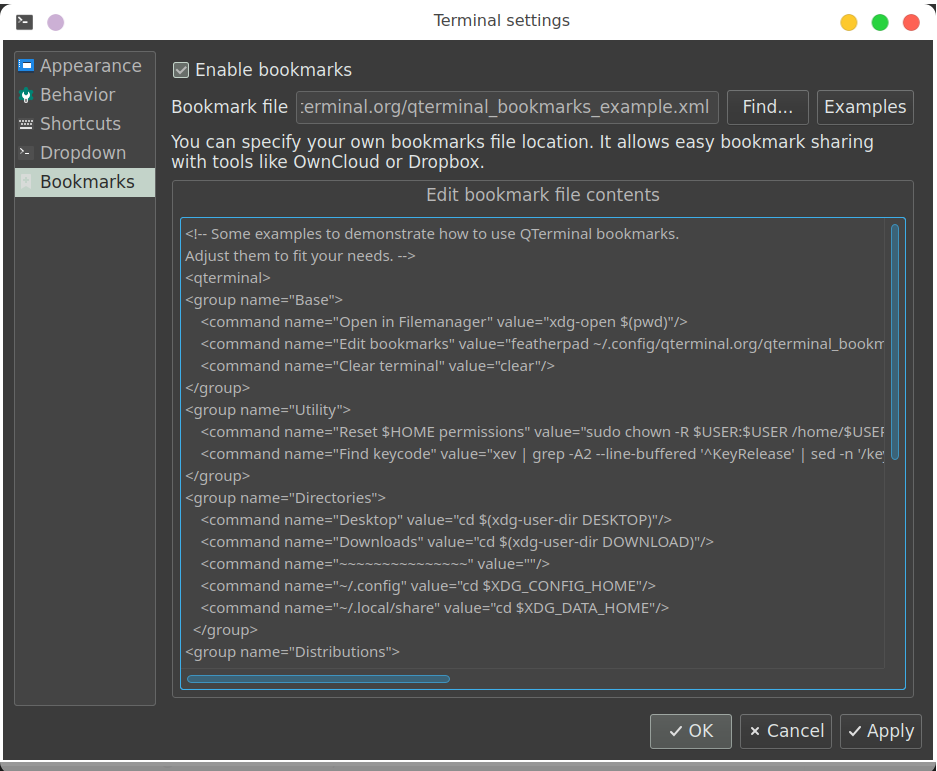 Terminal settings
Appearance
Behavior
Shortcuts
Dropdown
Bookmarks
Enable bookmarks
Bookmark file :erminal.org/qterminal_bookmarks_example.xml Find... Examples
You can specify your own bookmarks file location. It allows easy bookmark sharing
with tools like OwnCloud or Dropbox.
Edit bookmark file contents
<!-- Some examples to demonstrate how to use QTerminal bookmarks.
Adjust them to fit your needs. -->
<qterminal>
<group name="Base">
<command name="Open in Filemanager" value="xdg-open $(pwd)"/>
<command name="Edit bookmarks" value="featherpad ~/.config/qterminal.org/qterminal_bookm
<command name="Clear terminal" value="clear"/>
</group>
<group name="Utility">
<command name="Reset $HOME permissions" value="sudo chown -R $USER:$USER /home/$USER
<command name="Find keycode" value="xev | grep -A2 --line-buffered '^KeyRelease' | sed -n '/key
</group>
<group name="Directories">
<command name="Desktop" value="cd $(xdg-user-dir DESKTOP)"/>
<command name="Downloads" value="cd $(xdg-user-dir DOWNLOAD)"/>
<command name="~~~~~~~~~~~~~~~" value=""/>
<command name="~/.config" value="cd $XDG_CONFIG_HOME"/>
<command name="~/.local/share" value="cd $XDG_DATA_HOME"/>
</group>
<group name="Distributions">
OK Cancel Apply